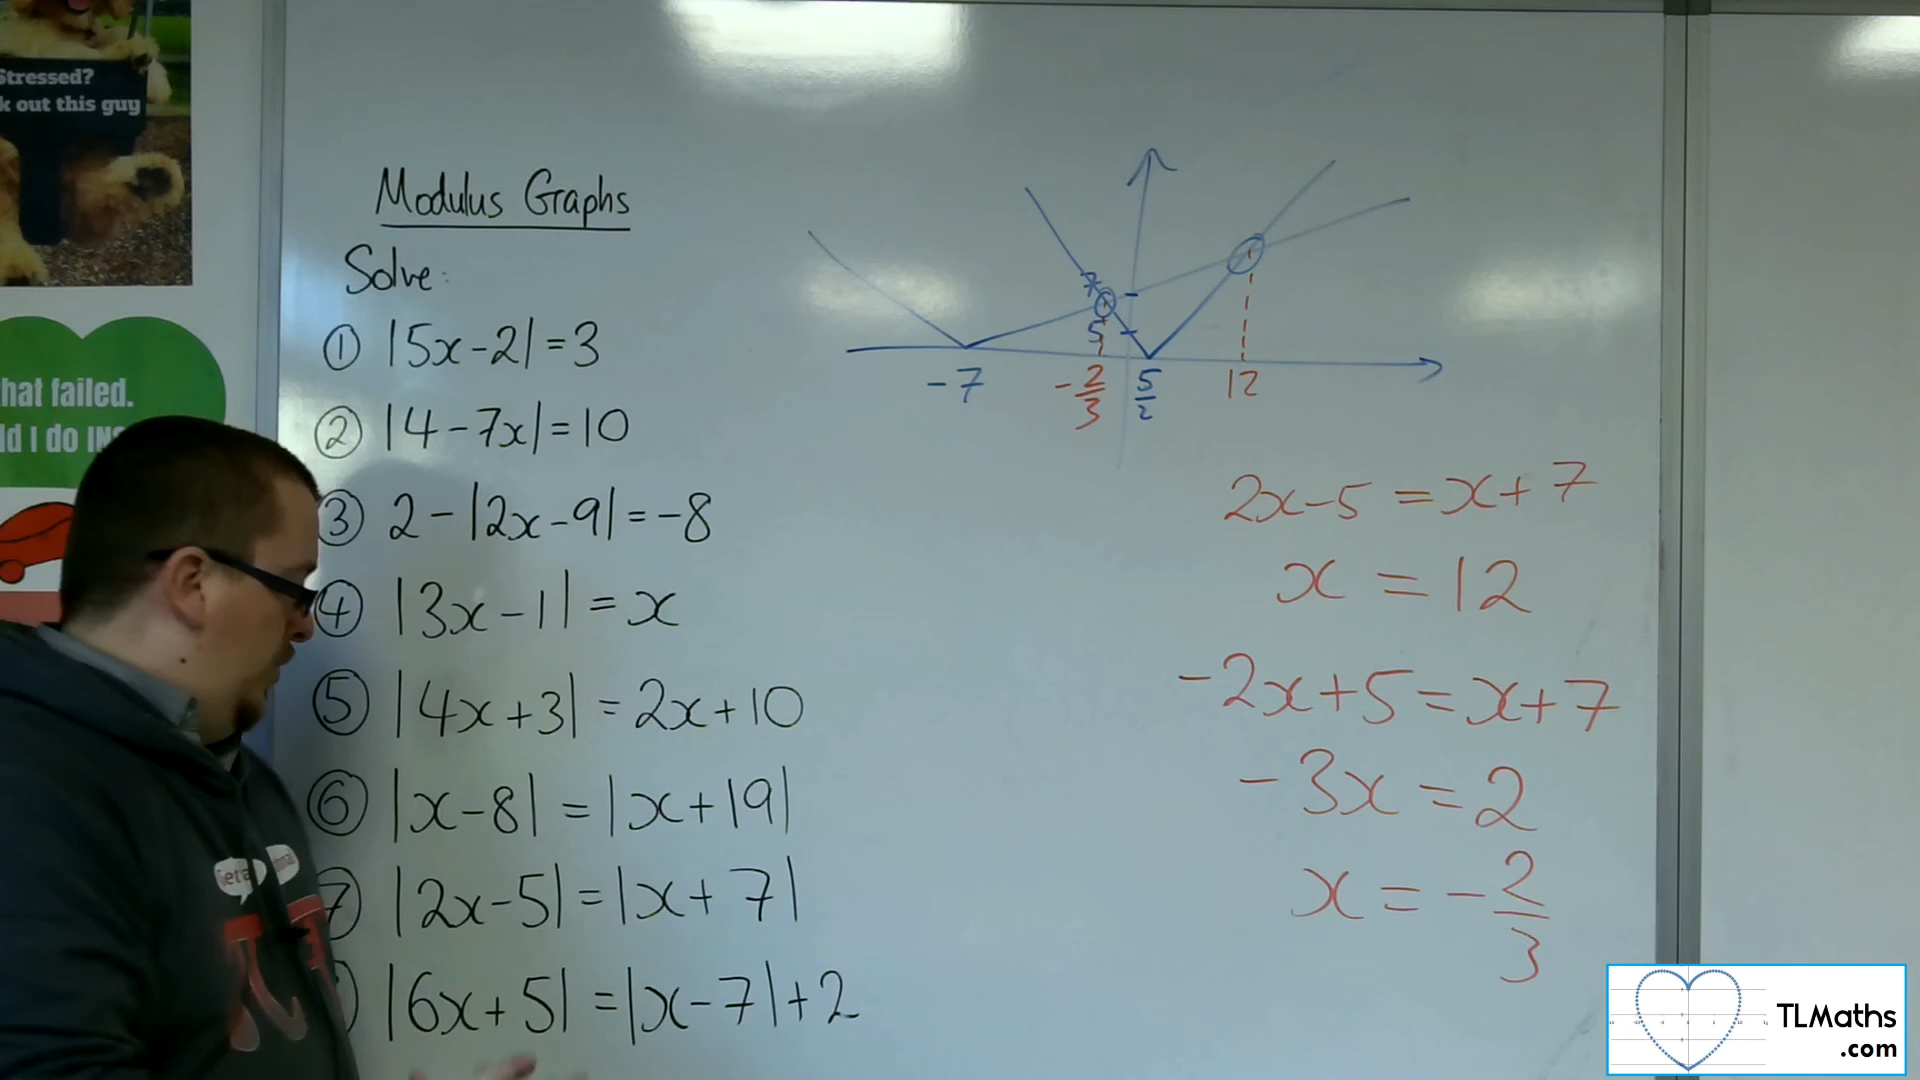 Stressed?
k out this guy
hat failed.
ld I do IN
Modulus Graphs
Solve:
① |5x-2|=3
② |4-7x|=10
③ 2-|2x-9|=-8
④ |3x-1|=x
⑤ |4x+3|=2x+10
⑥ |x-8|=|x+19|
⑦ |2x-5|=|x+7|
|6x+5|=|x-7|+2
7
5
-7
-2/3
5/2
12
2x-5=x+7
x=12
-2x+5=x+7
-3x=2
x=-2/3
TLMaths
.com